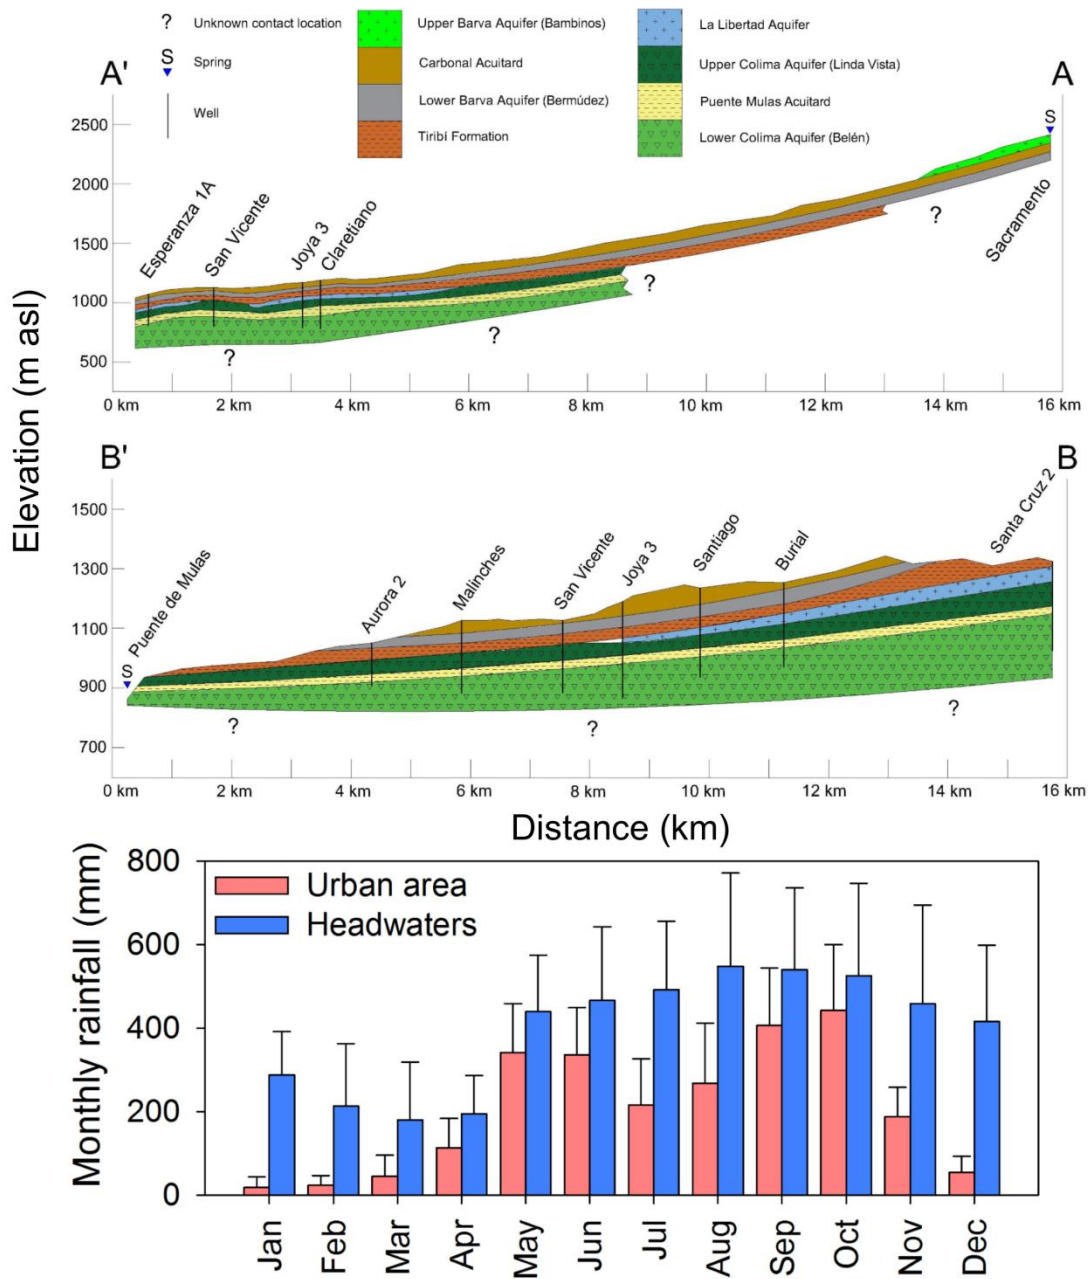 ? Unknown contact location
S Spring
Well
Upper Barva Aquifer (Bambinos)
Carbonal Acuitard
Lower Barva Aquifer (Bermúdez)
Tiribí Formation
La Libertad Aquifer
Upper Colima Aquifer (Linda Vista)
Puente Mulas Acuitard
Lower Colima Aquifer (Belén)
A'
A
Elevation (m asl)
2500
2000
1500
1000
500
Esperanza 1A
San Vicente
Joya 3
Claretiano
S
Sacramento
?
?
?
?
0 km
2 km
4 km
6 km
8 km
10 km
12 km
14 km
16 km
B'
B
1500
1300
1100
900
700
S
Puente de Mulas
Aurora 2
Malinches
San Vicente
Joya 3
Santiago
Burial
Santa Cruz 2
?
?
?
0 km
2 km
4 km
6 km
8 km
10 km
12 km
14 km
16 km
Distance (km)
Monthly rainfall (mm)
800
600
400
200
0
Urban area
Headwaters
Jan
Feb
Mar
Apr
May
Jun
Jul
Aug
Sep
Oct
Nov
Dec